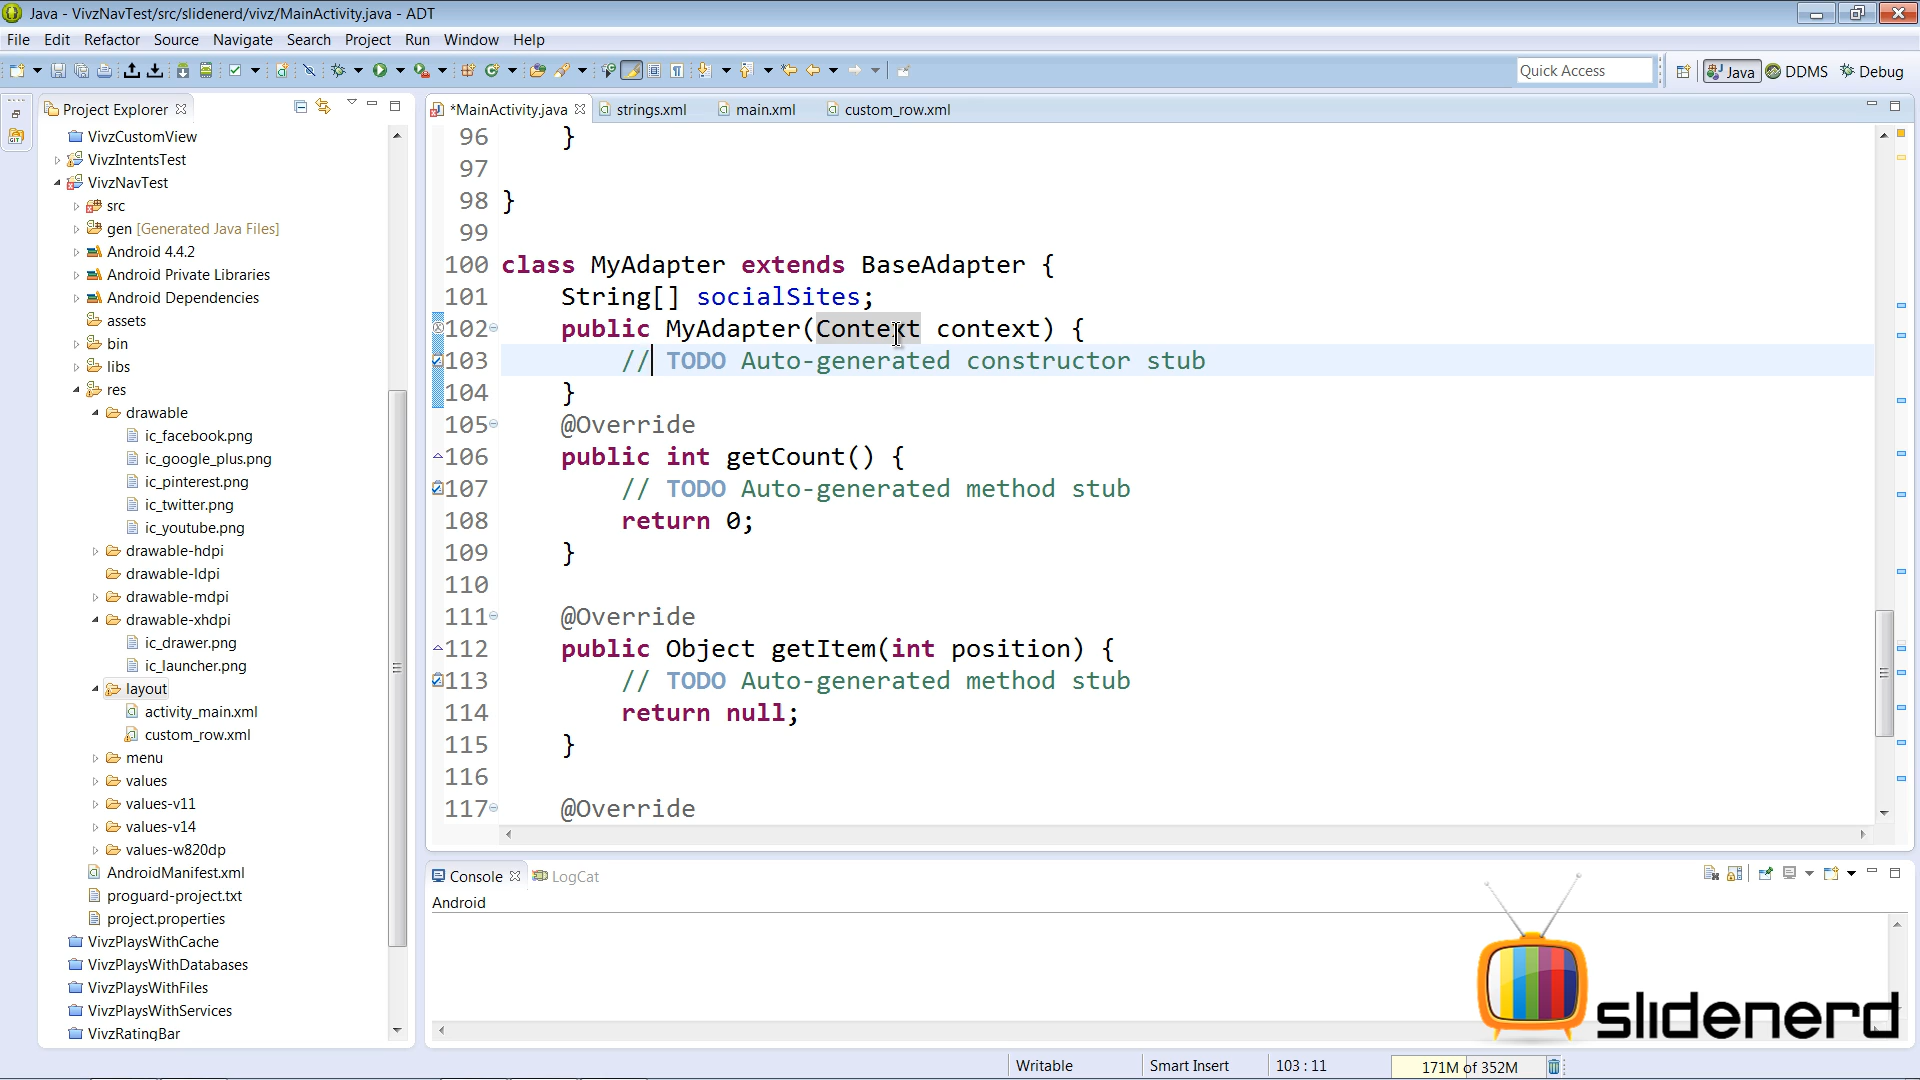 Java - VivzNavTest/src/slidenerd/vivz/MainActivity.java - ADT
File Edit Refactor Source Navigate Search Project Run Window Help
Quick Access
Java
DDMS
Debug
Project Explorer
*MainActivity.java
strings.xml
main.xml
custom_row.xml
VivzCustomView
VivzIntentsTest
VivzNavTest
src
gen [Generated Java Files]
Android 4.4.2
Android Private Libraries
Android Dependencies
assets
bin
libs
res
drawable
ic_facebook.png
ic_google_plus.png
ic_pinterest.png
ic_twitter.png
ic_youtube.png
drawable-hdpi
drawable-ldpi
drawable-mdpi
drawable-xhdpi
ic_drawer.png
ic_launcher.png
layout
activity_main.xml
custom_row.xml
menu
values
values-v11
values-v14
values-w820dp
AndroidManifest.xml
proguard-project.txt
project.properties
VivzPlaysWithCache
VivzPlaysWithDatabases
VivzPlaysWithFiles
VivzPlaysWithServices
VivzRatingBar
96 }
97
98 }
99
100 class MyAdapter extends BaseAdapter {
101 String[] socialSites;
102 public MyAdapter(Context context) {
103 // TODO Auto-generated constructor stub
104 }
105 @Override
106 public int getCount() {
107 // TODO Auto-generated method stub
108 return 0;
109 }
110
111 @Override
112 public Object getItem(int position) {
113 // TODO Auto-generated method stub
114 return null;
115 }
116
117 @Override
Console
LogCat
Android
slidenerd
Writable
Smart Insert
103 : 11
171M of 352M